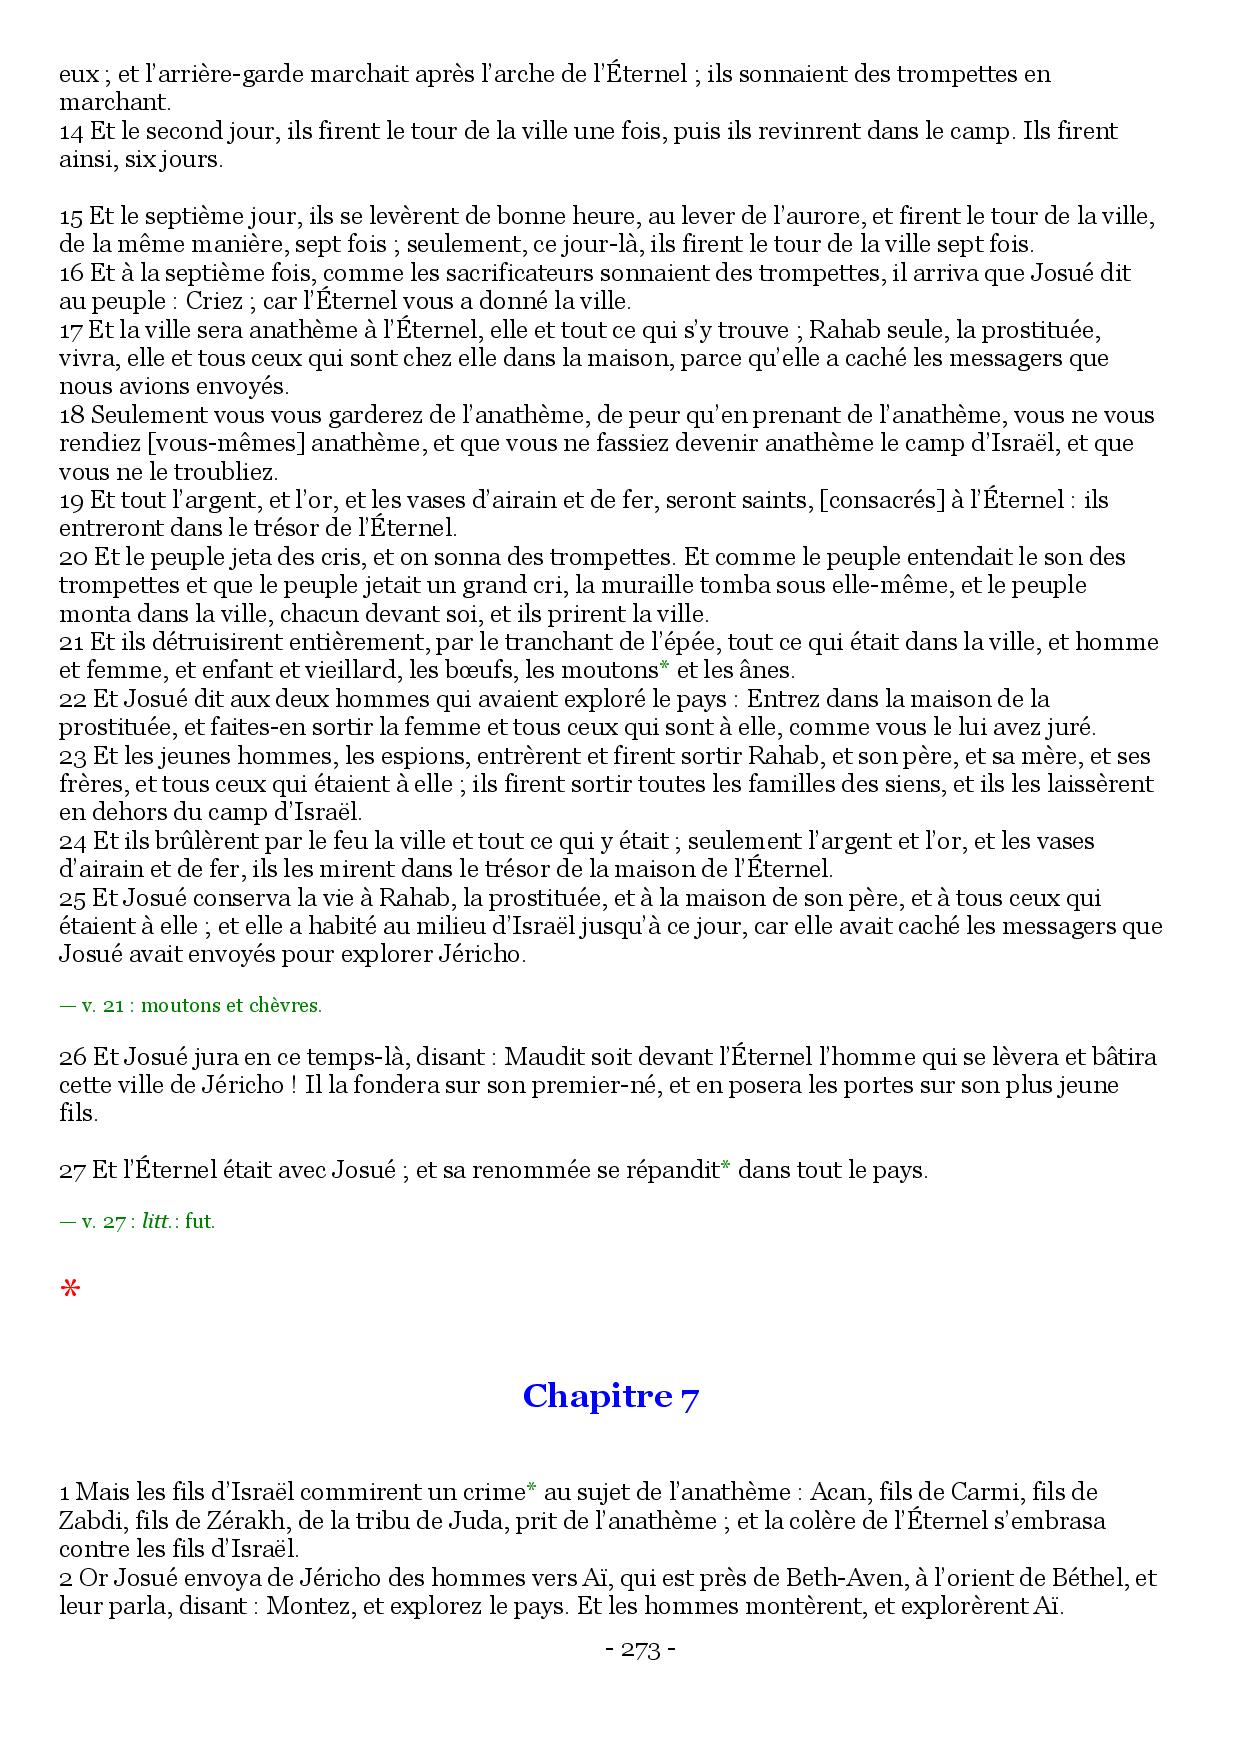 eux ; et l’arrière-garde marchait après l’arche de l’Éternel ; ils sonnaient des trompettes en
marchant.
14 Et le second jour, ils firent le tour de la ville une fois, puis ils revinrent dans le camp. Ils firent
ainsi, six jours.
15 Et le septième jour, ils se levèrent de bonne heure, au lever de l’aurore, et firent le tour de la ville,
de la même manière, sept fois ; seulement, ce jour-là, ils firent le tour de la ville sept fois.
16 Et à la septième fois, comme les sacrificateurs sonnaient des trompettes, il arriva que Josué dit
au peuple : Criez ; car l’Éternel vous a donné la ville.
17 Et la ville sera anathème à l’Éternel, elle et tout ce qui s’y trouve ; Rahab seule, la prostituée,
vivra, elle et tous ceux qui sont chez elle dans la maison, parce qu’elle a caché les messagers que
nous avions envoyés.
18 Seulement vous vous garderez de l’anathème, de peur qu’en prenant de l’anathème, vous ne vous
rendiez [vous-mêmes] anathème, et que vous ne fassiez devenir anathème le camp d’Israël, et que
vous ne le troubliez.
19 Et tout l’argent, et l’or, et les vases d’airain et de fer, seront saints, [consacrés] à l’Éternel : ils
entreront dans le trésor de l’Éternel.
20 Et le peuple jeta des cris, et on sonna des trompettes. Et comme le peuple entendait le son des
trompettes et que le peuple jetait un grand cri, la muraille tomba sous elle-même, et le peuple
monta dans la ville, chacun devant soi, et ils prirent la ville.
21 Et ils détruisirent entièrement, par le tranchant de l’épée, tout ce qui était dans la ville, et homme
et femme, et enfant et vieillard, les bœufs, les moutons* et les ânes.
22 Et Josué dit aux deux hommes qui avaient exploré le pays : Entrez dans la maison de la
prostituée, et faites-en sortir la femme et tous ceux qui sont à elle, comme vous le lui avez juré.
23 Et les jeunes hommes, les espions, entrèrent et firent sortir Rahab, et son père, et sa mère, et ses
frères, et tous ceux qui étaient à elle ; ils firent sortir toutes les familles des siens, et ils les laissèrent
en dehors du camp d’Israël.
24 Et ils brûlèrent par le feu la ville et tout ce qui y était ; seulement l’argent et l’or, et les vases
d’airain et de fer, ils les mirent dans le trésor de la maison de l’Éternel.
25 Et Josué conserva la vie à Rahab, la prostituée, et à la maison de son père, et à tous ceux qui
étaient à elle ; et elle a habité au milieu d’Israël jusqu’à ce jour, car elle avait caché les messagers que
Josué avait envoyés pour explorer Jéricho.
— v. 21 : moutons et chèvres.
26 Et Josué jura en ce temps-là, disant : Maudit soit devant l’Éternel l’homme qui se lèvera et bâtira
cette ville de Jéricho ! Il la fondera sur son premier-né, et en posera les portes sur son plus jeune
fils.
27 Et l’Éternel était avec Josué ; et sa renommée se répandit* dans tout le pays.
— v. 27 : litt.: fut.
*
Chapitre 7
1 Mais les fils d’Israël commirent un crime* au sujet de l’anathème : Acan, fils de Carmi, fils de
Zabdi, fils de Zérakh, de la tribu de Juda, prit de l’anathème ; et la colère de l’Éternel s’embrasa
contre les fils d’Israël.
2 Or Josué envoya de Jéricho des hommes vers Aï, qui est près de Beth-Aven, à l’orient de Béthel, et
leur parla, disant : Montez, et explorez le pays. Et les hommes montèrent, et explorèrent Aï.
- 273 -